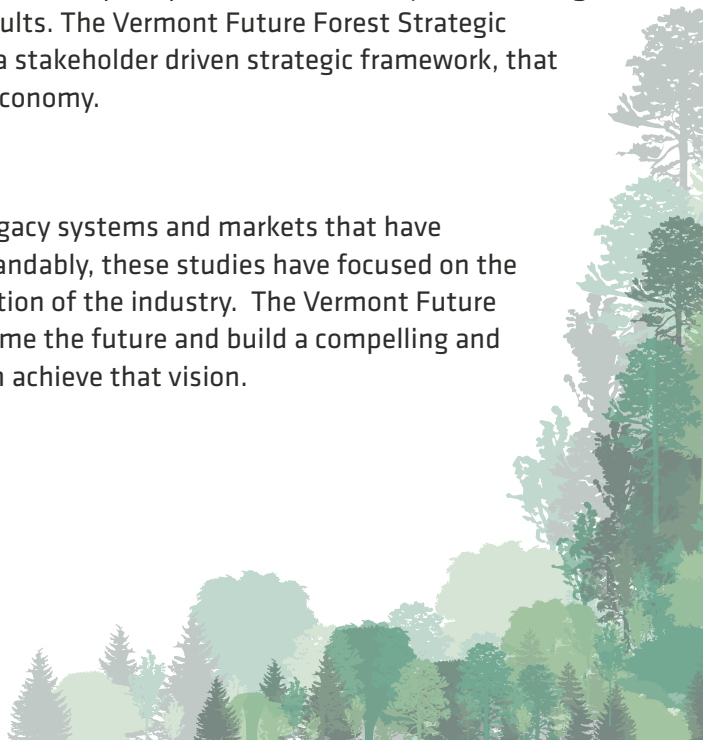 ults. The Vermont Future Forest Strategic
a stakeholder driven strategic framework, that
conomy.
gacy systems and markets that have
andably, these studies have focused on the
tion of the industry.  The Vermont Future
me the future and build a compelling and
achieve that vision.